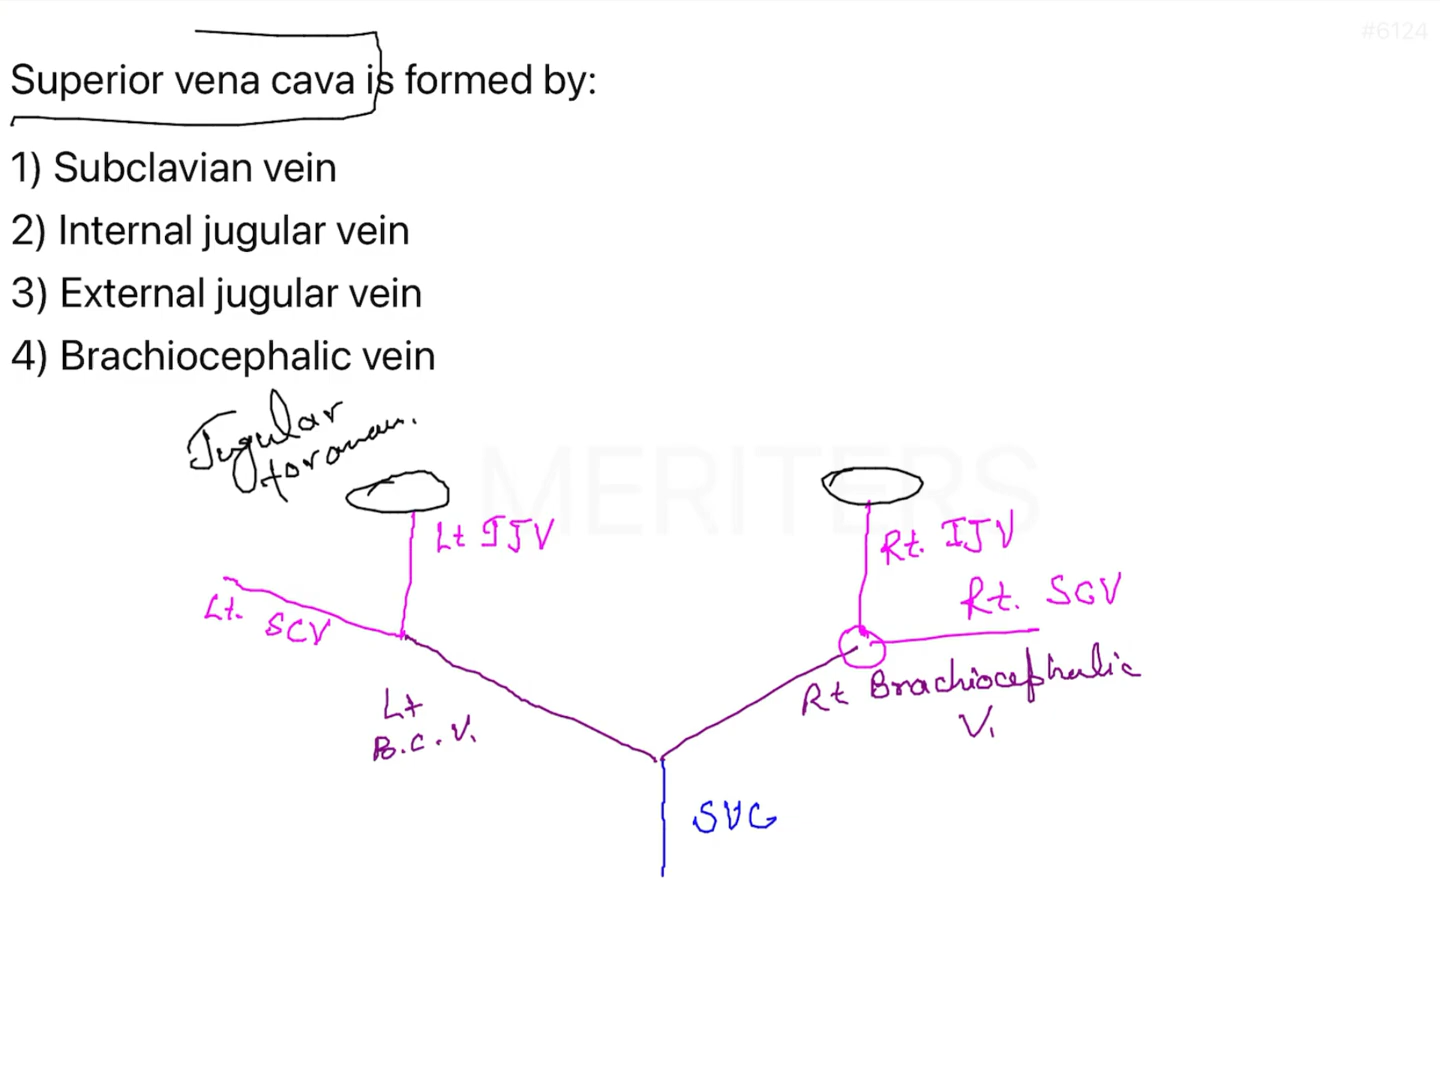 #6124
Superior vena cava is formed by:
1) Subclavian vein
2) Internal jugular vein
3) External jugular vein
4) Brachiocephalic vein
Jugular
foramen.
MERITERS
Lt IJV
Rt. IJV
Lt. SCV
Rt. SCV
Rt Brachiocephalic
V.
Lt
B.C.V.
SVC